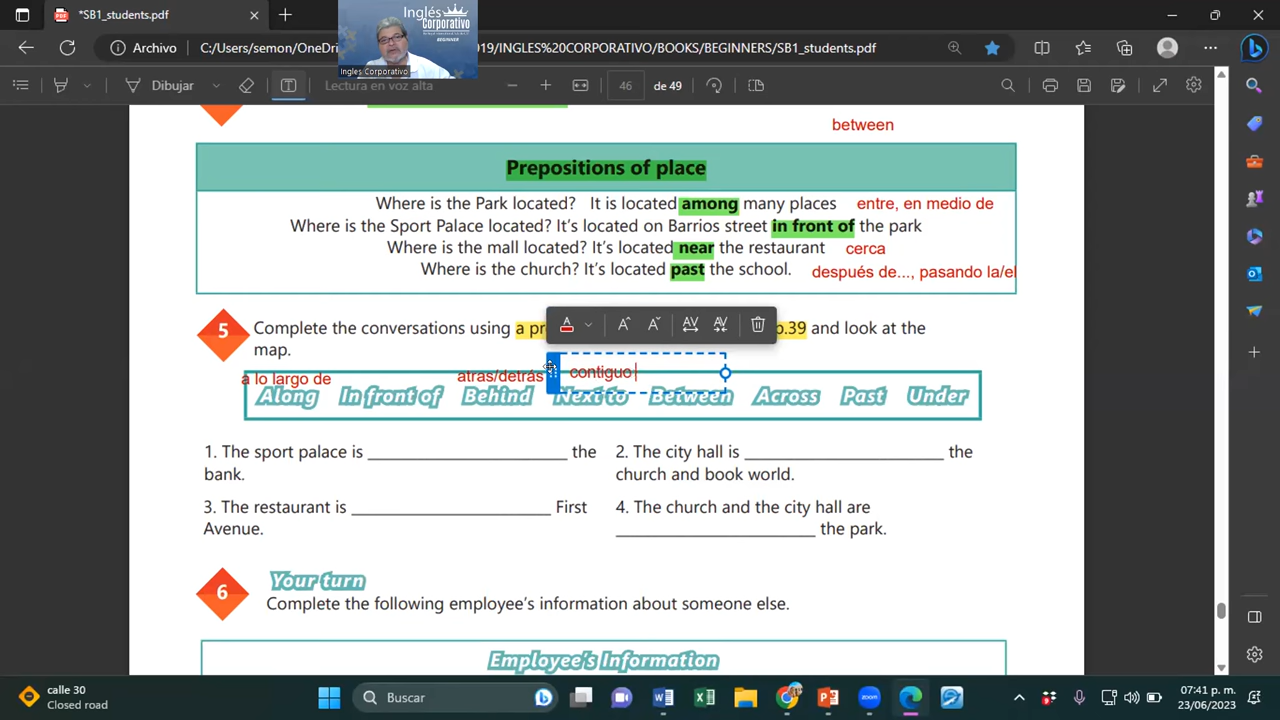 *SB1_students.pdf
Archivo
C:/Users/semon/OneDri
019/INGLES%20CORPORATIVO/BOOKS/BEGINNERS/SB1_students.pdf
Inglés
Corporativo
BEGINNER
Ingles Corporativo
Dibujar
Lectura en voz alta
46
de 49
between
Prepositions of place
Where is the Park located? It is located among many places entre, en medio de
Where is the Sport Palace located? It’s located on Barrios street in front of the park
Where is the mall located? It’s located near the restaurant cerca
Where is the church? It’s located past the school. después de..., pasando la/el
5
Complete the conversations using a pr
p.39 and look at the
map.
a lo largo de
atras/detrás
contiguo
Along In front of Behind Next to Between Across Past Under
1. The sport palace is ____________________ the
bank.
2. The city hall is ____________________ the
church and book world.
3. The restaurant is ____________________ First
Avenue.
4. The church and the city hall are
____________________ the park.
6
Your turn
Complete the following employee’s information about someone else.
Employee’s Information
calle 30
Closed road
Buscar
07:41 p. m.
23/06/2023